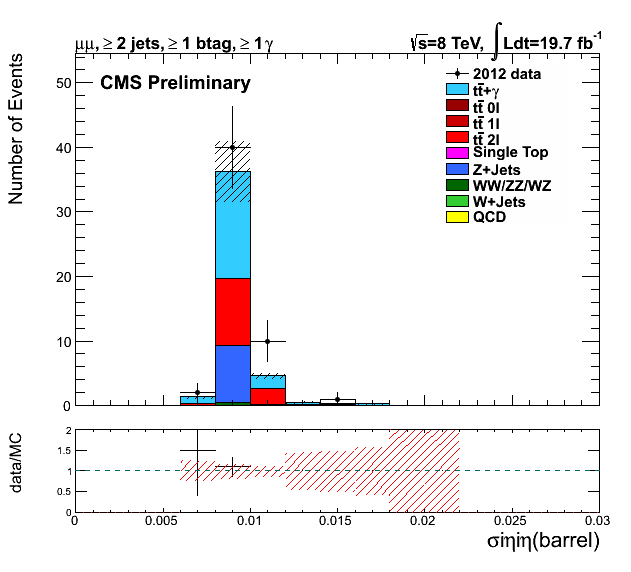 μμ, ≥ 2 jets, ≥ 1 btag, ≥ 1 γ
√s=8 TeV, ∫Ldt=19.7 fb⁻¹
CMS Preliminary
2012 data
tt̄+γ
tt̄ 0l
tt̄ 1l
tt̄ 2l
Single Top
Z+Jets
WW/ZZ/WZ
W+Jets
QCD
Number of Events
50
40
30
20
10
0
data/MC
2
1.5
1
0.5
0
0 0.005 0.01 0.015 0.02 0.025 0.03
σiηiη(barrel)